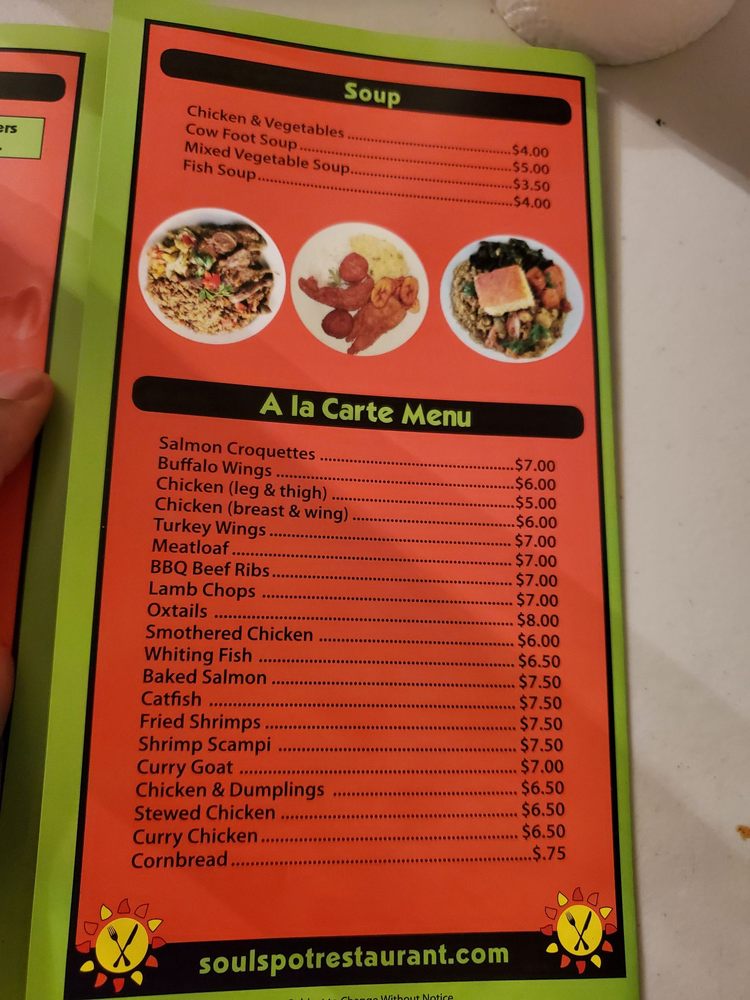 ers
Soup
Chicken & Vegetables ........ $4.00
Cow Foot Soup ........ $5.00
Mixed Vegetable Soup ........ $3.50
Fish Soup ........ $4.00
A la Carte Menu
Salmon Croquettes ........ $7.00
Buffalo Wings ........ $6.00
Chicken (leg & thigh) ........ $5.00
Chicken (breast & wing) ........ $6.00
Turkey Wings ........ $7.00
Meatloaf ........ $7.00
BBQ Beef Ribs ........ $7.00
Lamb Chops ........ $7.00
Oxtails ........ $8.00
Smothered Chicken ........ $6.00
Whiting Fish ........ $6.50
Baked Salmon ........ $7.50
Catfish ........ $7.50
Fried Shrimps ........ $7.50
Shrimp Scampi ........ $7.50
Curry Goat ........ $7.00
Chicken & Dumplings ........ $6.50
Stewed Chicken ........ $6.50
Curry Chicken ........ $6.50
Cornbread ........ $.75
soulspotrestaurant.com
to Change Without Notice